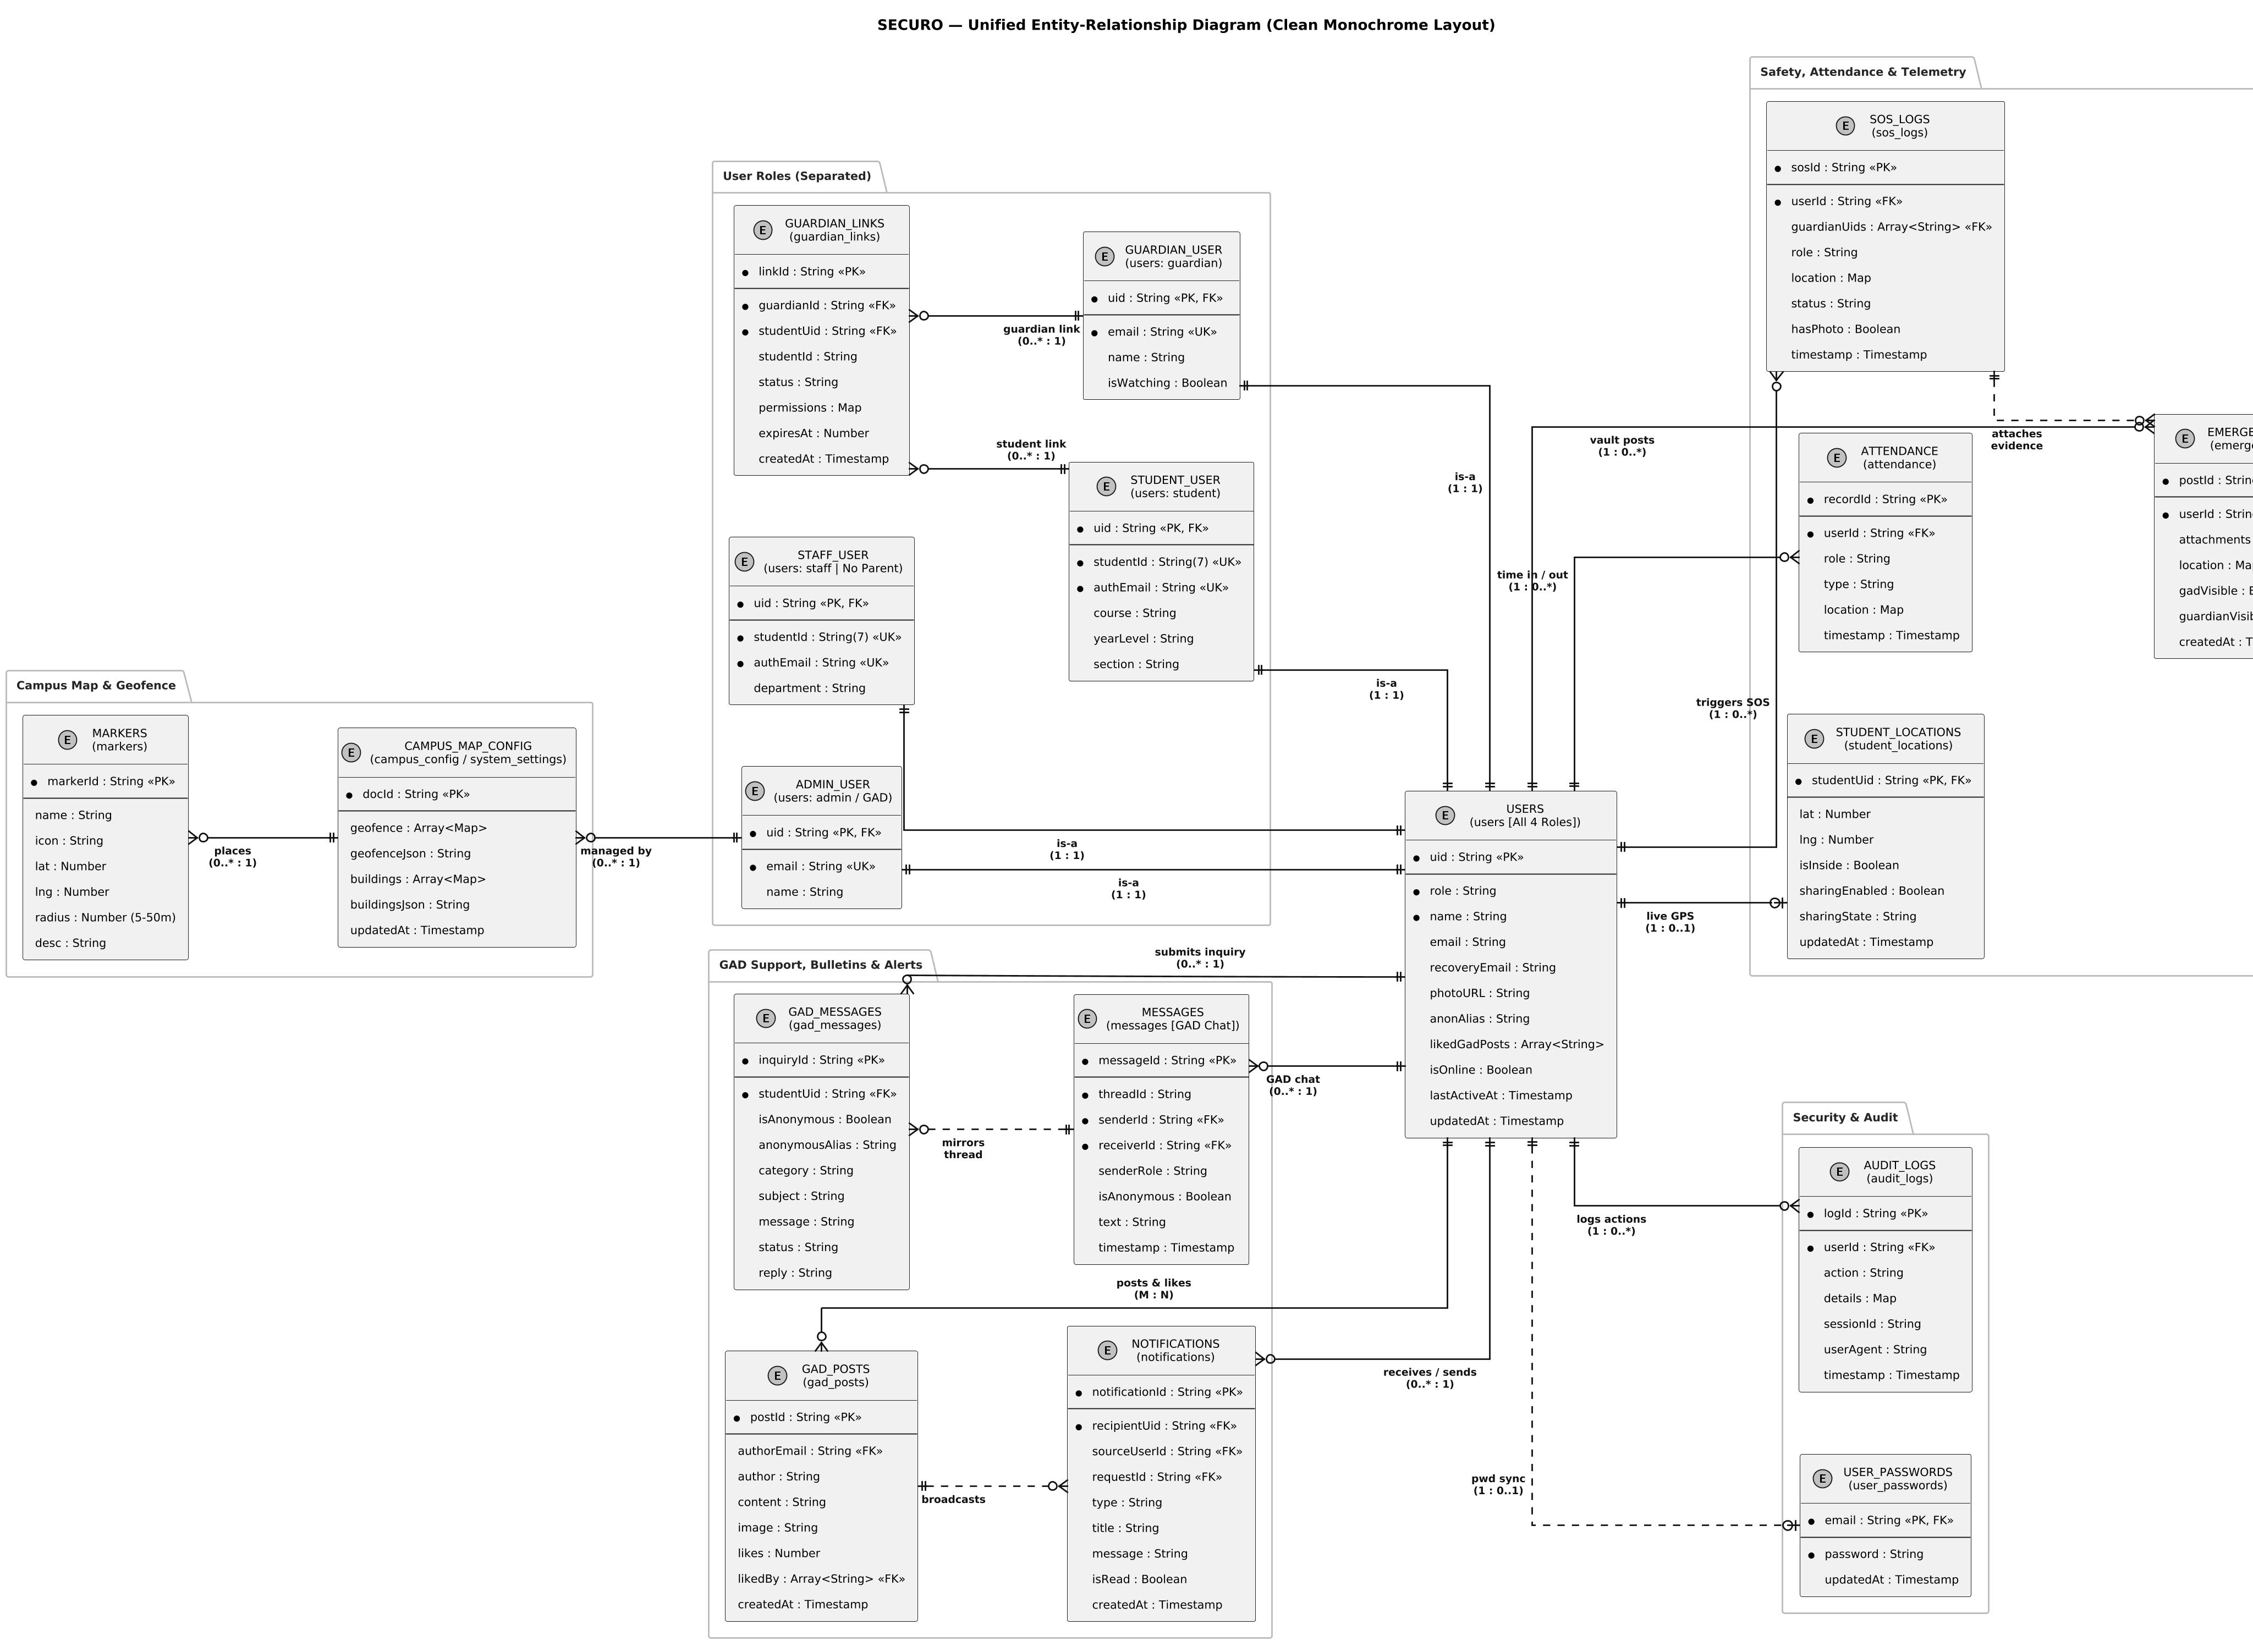 SECURO — Unified Entity-Relationship Diagram (Clean Monochrome Layout)
Safety, Attendance & Telemetry
E
SOS_LOGS
(sos_logs)
sosId : String «PK»
userId : String «FK»
guardianUids : Array<String> «FK»
role : String
location : Map
status : String
hasPhoto : Boolean
timestamp : Timestamp
attaches
evidence
E
EMERGE
(emerg
postId : Strin
userId : Strin
attachments
location : Ma
gadVisible : B
guardianVisib
createdAt : T
vault posts
(1 : 0..*)
E
ATTENDANCE
(attendance)
recordId : String «PK»
userId : String «FK»
role : String
type : String
location : Map
timestamp : Timestamp
time in / out
(1 : 0..*)
triggers SOS
(1 : 0..*)
E
STUDENT_LOCATIONS
(student_locations)
studentUid : String «PK, FK»
lat : Number
lng : Number
isInside : Boolean
sharingEnabled : Boolean
sharingState : String
updatedAt : Timestamp
live GPS
(1 : 0..1)
User Roles (Separated)
E
GUARDIAN_LINKS
(guardian_links)
linkId : String «PK»
guardianId : String «FK»
studentUid : String «FK»
studentId : String
status : String
permissions : Map
expiresAt : Number
createdAt : Timestamp
guardian link
(0..* : 1)
E
GUARDIAN_USER
(users: guardian)
uid : String «PK, FK»
email : String «UK»
name : String
isWatching : Boolean
is-a
(1 : 1)
student link
(0..* : 1)
E
STUDENT_USER
(users: student)
uid : String «PK, FK»
studentId : String(7) «UK»
authEmail : String «UK»
course : String
yearLevel : String
section : String
is-a
(1 : 1)
E
STAFF_USER
(users: staff | No Parent)
uid : String «PK, FK»
studentId : String(7) «UK»
authEmail : String «UK»
department : String
is-a
(1 : 1)
E
ADMIN_USER
(users: admin / GAD)
uid : String «PK, FK»
email : String «UK»
name : String
is-a
(1 : 1)
Campus Map & Geofence
E
MARKERS
(markers)
markerId : String «PK»
name : String
icon : String
lat : Number
lng : Number
radius : Number (5-50m)
desc : String
places
(0..* : 1)
E
CAMPUS_MAP_CONFIG
(campus_config / system_settings)
docId : String «PK»
geofence : Array<Map>
geofenceJson : String
buildings : Array<Map>
buildingsJson : String
updatedAt : Timestamp
managed by
(0..* : 1)
E
USERS
(users [All 4 Roles])
uid : String «PK»
role : String
name : String
email : String
recoveryEmail : String
photoURL : String
anonAlias : String
likedGadPosts : Array<String>
isOnline : Boolean
lastActiveAt : Timestamp
updatedAt : Timestamp
GAD Support, Bulletins & Alerts
submits inquiry
(0..* : 1)
E
GAD_MESSAGES
(gad_messages)
inquiryId : String «PK»
studentUid : String «FK»
isAnonymous : Boolean
anonymousAlias : String
category : String
subject : String
message : String
status : String
reply : String
mirrors
thread
E
MESSAGES
(messages [GAD Chat])
messageId : String «PK»
threadId : String
senderId : String «FK»
receiverId : String «FK»
senderRole : String
isAnonymous : Boolean
text : String
timestamp : Timestamp
GAD chat
(0..* : 1)
posts & likes
(M : N)
E
GAD_POSTS
(gad_posts)
postId : String «PK»
authorEmail : String «FK»
author : String
content : String
image : String
likes : Number
likedBy : Array<String> «FK»
createdAt : Timestamp
broadcasts
E
NOTIFICATIONS
(notifications)
notificationId : String «PK»
recipientUid : String «FK»
sourceUserId : String «FK»
requestId : String «FK»
type : String
title : String
message : String
isRead : Boolean
createdAt : Timestamp
receives / sends
(0..* : 1)
Security & Audit
E
AUDIT_LOGS
(audit_logs)
logId : String «PK»
userId : String «FK»
action : String
details : Map
sessionId : String
userAgent : String
timestamp : Timestamp
logs actions
(1 : 0..*)
pwd sync
(1 : 0..1)
E
USER_PASSWORDS
(user_passwords)
email : String «PK, FK»
password : String
updatedAt : Timestamp